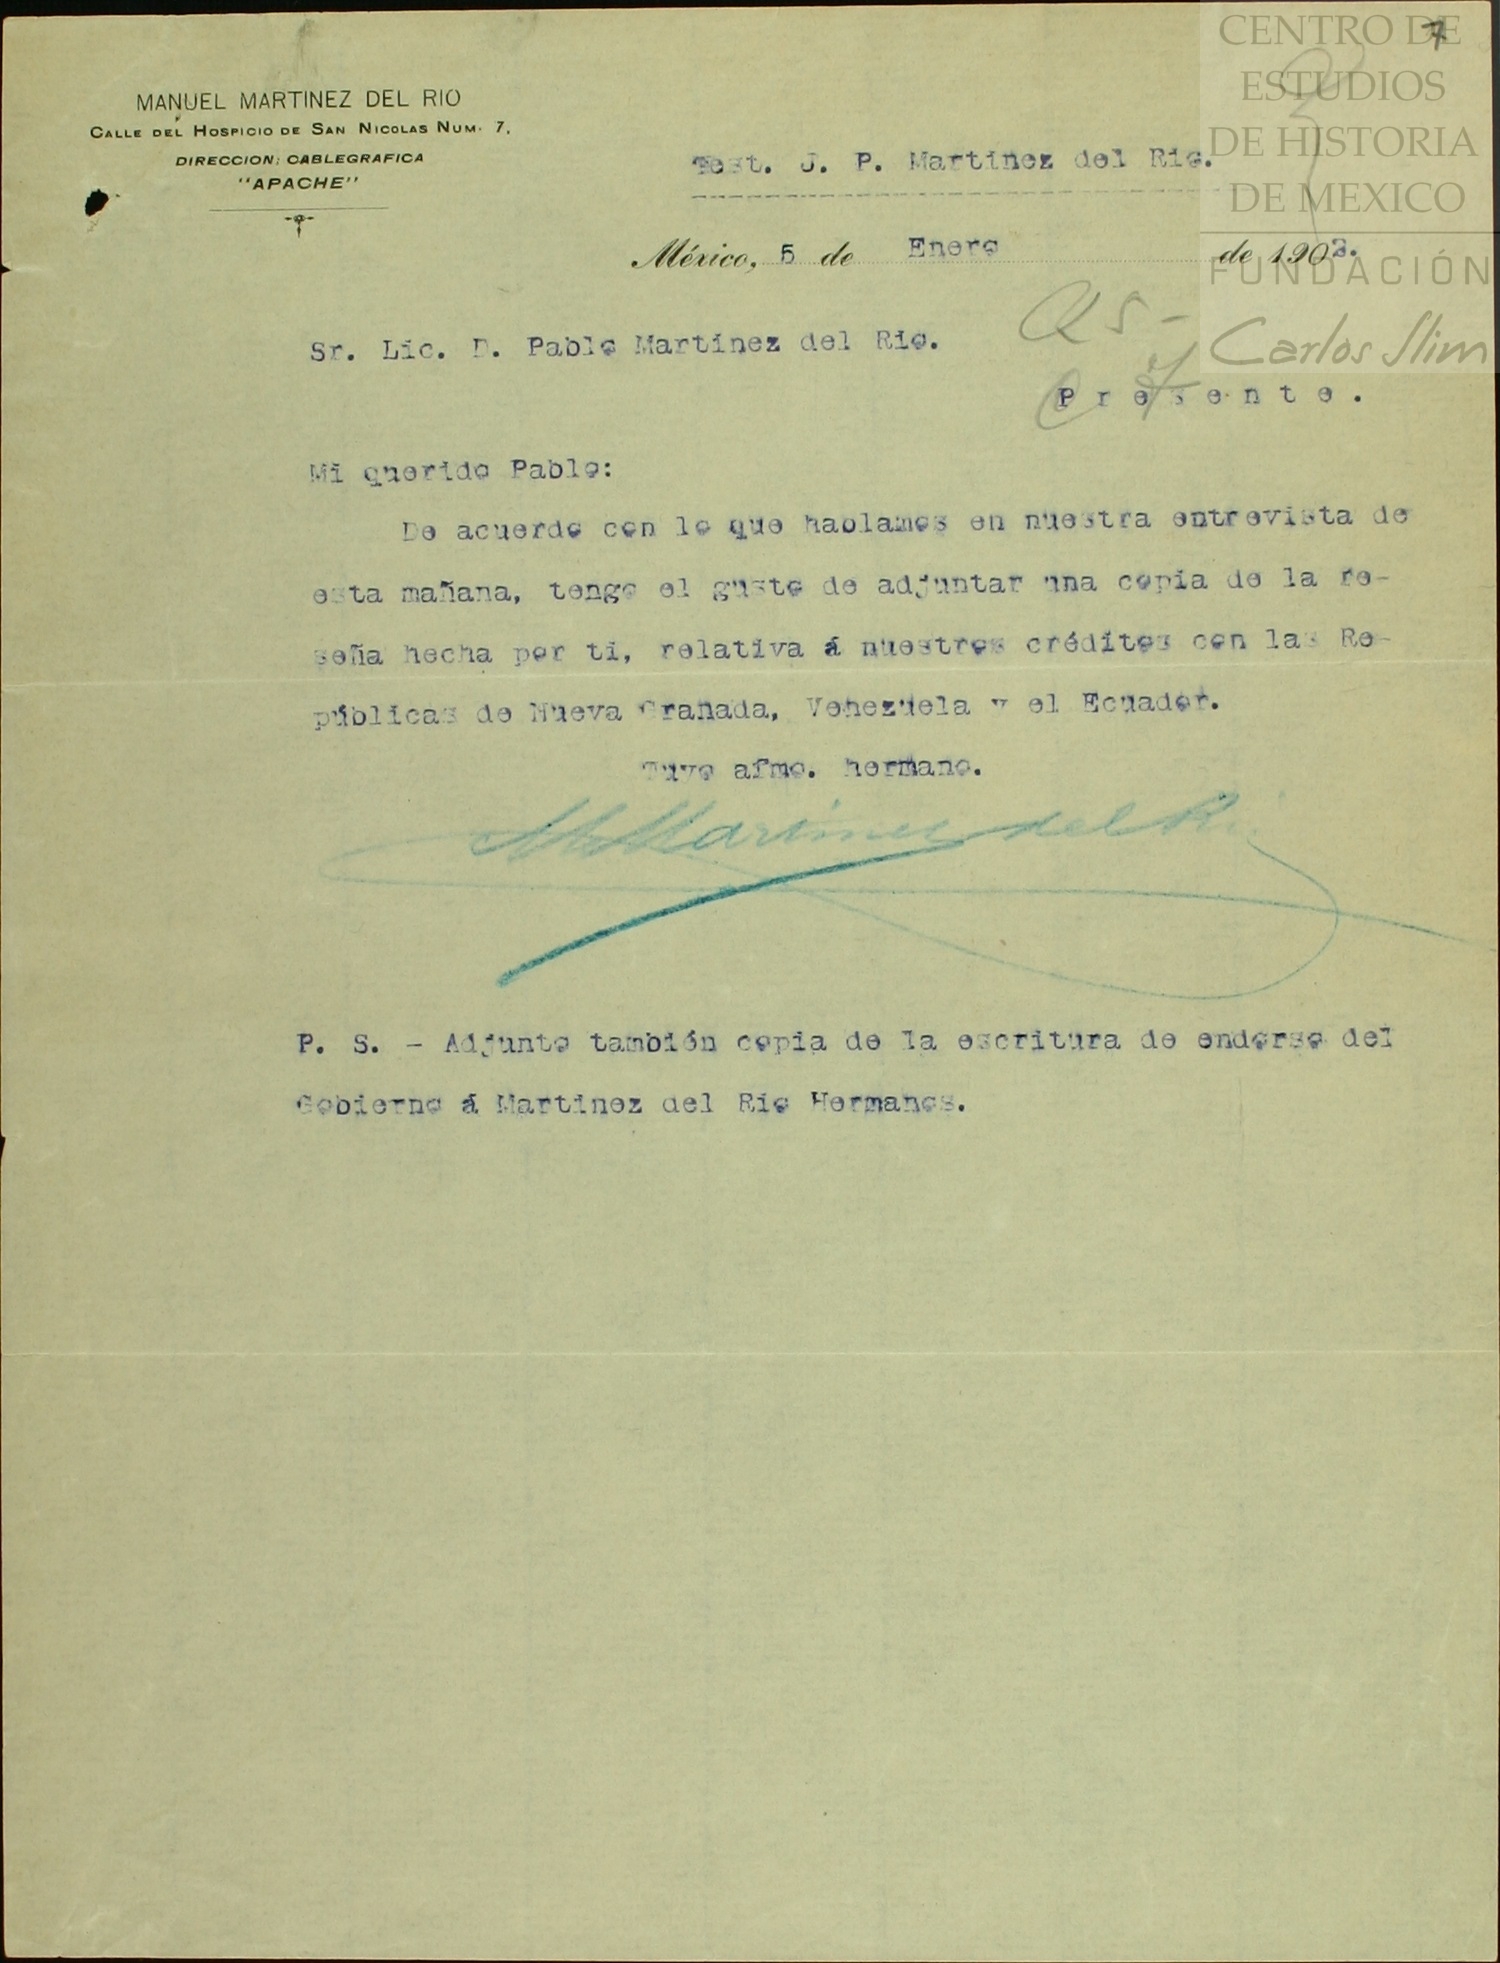 MANUEL MARTINEZ DEL RIO
CALLE DEL HOSPICIO DE SAN NICOLAS NUM. 7,
DIRECCION: CABLEGRAFICA
"APACHE"
7
CENTRO DE
ESTUDIOS
DE HISTORIA
DE MEXICO
FUNDACIÓN
Carlos Slim
Test. J. P. Martinez del Rio.
México, 5 de Enero de 190
Sr. Lic. D. Pablo Martinez del Rio.
Presente.
Mi querido Pablo:
De acuerdo con lo que hablamos en nuestra entrevista de
esta mañana, tengo el gusto de adjuntar una copia de la re-
seña hecha por ti, relativa á nuestros créditos con las Re-
públicas de Nueva Granada, Venezuela y el Ecuador.
Tuyo afmo. hermano.
M Martinez del Rio
P. S. - Adjunto también copia de la escritura de endorso del
Gobierno á Martinez del Rio Hermanos.